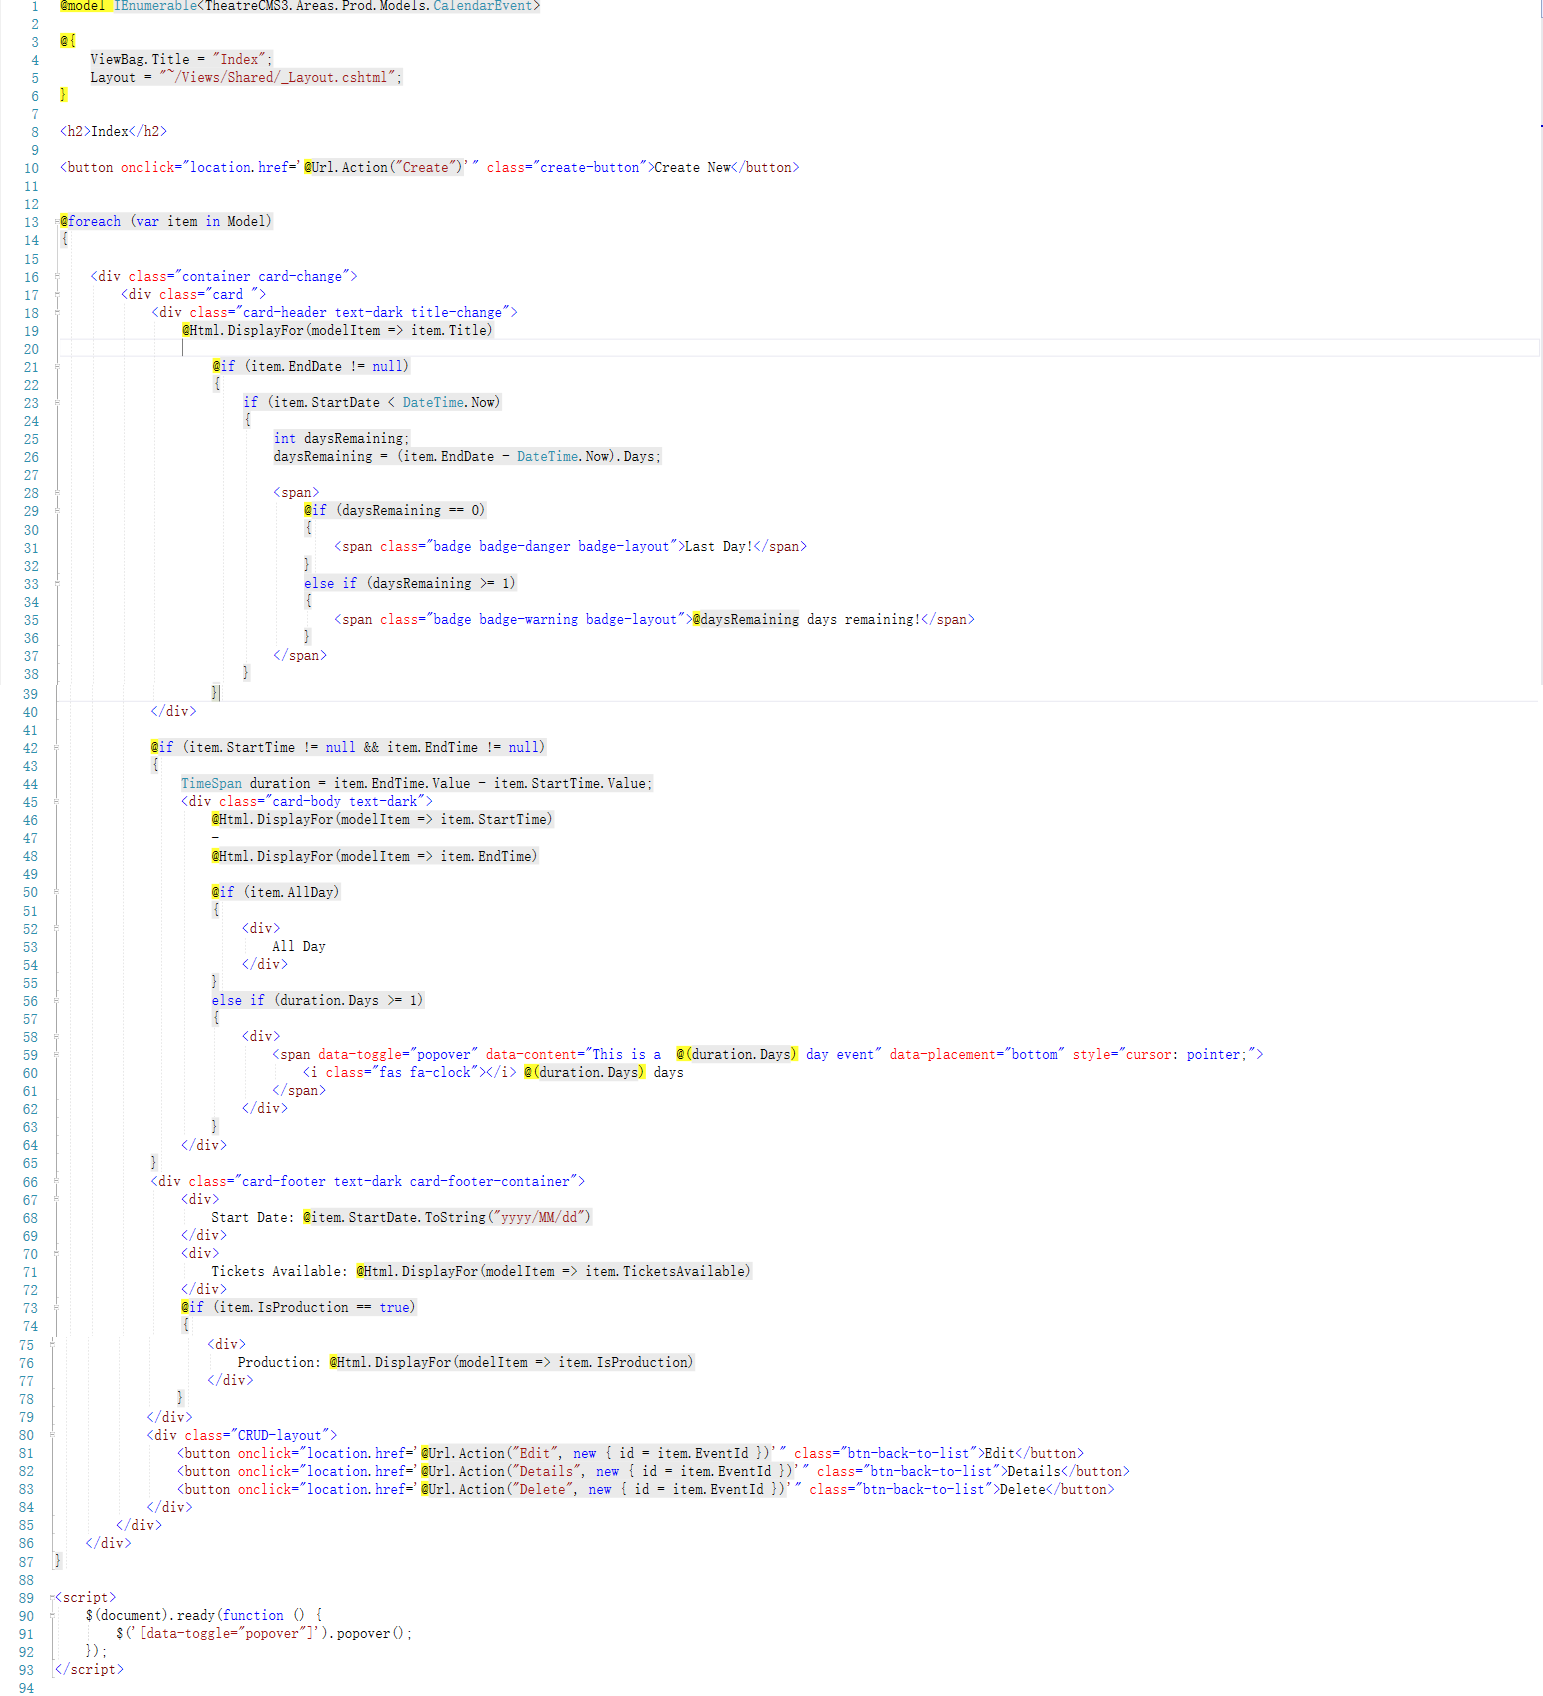 1 @model IEnumerable<TheatreCMS3.Areas.Prod.Models.CalendarEvent>
2
3 @{
4     ViewBag.Title = "Index";
5     Layout = "~/Views/Shared/_Layout.cshtml";
6 }
7
8 <h2>Index</h2>
9
10 <button onclick="location.href='@Url.Action("Create")'" class="create-button">Create New</button>
11
12
13 @foreach (var item in Model)
14 {
15
16     <div class="container card-change">
17         <div class="card ">
18             <div class="card-header text-dark title-change">
19                 @Html.DisplayFor(modelItem => item.Title)
20
21                     @if (item.EndDate != null)
22                     {
23                         if (item.StartDate < DateTime.Now)
24                         {
25                             int daysRemaining;
26                             daysRemaining = (item.EndDate - DateTime.Now).Days;
27
28                             <span>
29                                 @if (daysRemaining == 0)
30                                 {
31                                     <span class="badge badge-danger badge-layout">Last Day!</span>
32                                 }
33                                 else if (daysRemaining >= 1)
34                                 {
35                                     <span class="badge badge-warning badge-layout">@daysRemaining days remaining!</span>
36                                 }
37                             </span>
38                         }
39                     }
40             </div>
41
42             @if (item.StartTime != null && item.EndTime != null)
43             {
44                 TimeSpan duration = item.EndTime.Value - item.StartTime.Value;
45                 <div class="card-body text-dark">
46                     @Html.DisplayFor(modelItem => item.StartTime)
47                     -
48                     @Html.DisplayFor(modelItem => item.EndTime)
49
50                     @if (item.AllDay)
51                     {
52                         <div>
53                             All Day
54                         </div>
55                     }
56                     else if (duration.Days >= 1)
57                     {
58                         <div>
59                             <span data-toggle="popover" data-content="This is a  @(duration.Days) day event" data-placement="bottom" style="cursor: pointer;">
60                                 <i class="fas fa-clock"></i> @(duration.Days) days
61                             </span>
62                         </div>
63                     }
64                 </div>
65             }
66             <div class="card-footer text-dark card-footer-container">
67                 <div>
68                     Start Date: @item.StartDate.ToString("yyyy/MM/dd")
69                 </div>
70                 <div>
71                     Tickets Available: @Html.DisplayFor(modelItem => item.TicketsAvailable)
72                 </div>
73                 @if (item.IsProduction == true)
74                 {
75                     <div>
76                         Production: @Html.DisplayFor(modelItem => item.IsProduction)
77                     </div>
78                 }
79             </div>
80             <div class="CRUD-layout">
81                 <button onclick="location.href='@Url.Action("Edit", new { id = item.EventId })'" class="btn-back-to-list">Edit</button>
82                 <button onclick="location.href='@Url.Action("Details", new { id = item.EventId })'" class="btn-back-to-list">Details</button>
83                 <button onclick="location.href='@Url.Action("Delete", new { id = item.EventId })'" class="btn-back-to-list">Delete</button>
84             </div>
85         </div>
86     </div>
87 }
88
89 <script>
90     $(document).ready(function () {
91         $('[data-toggle="popover"]').popover();
92     });
93 </script>
94